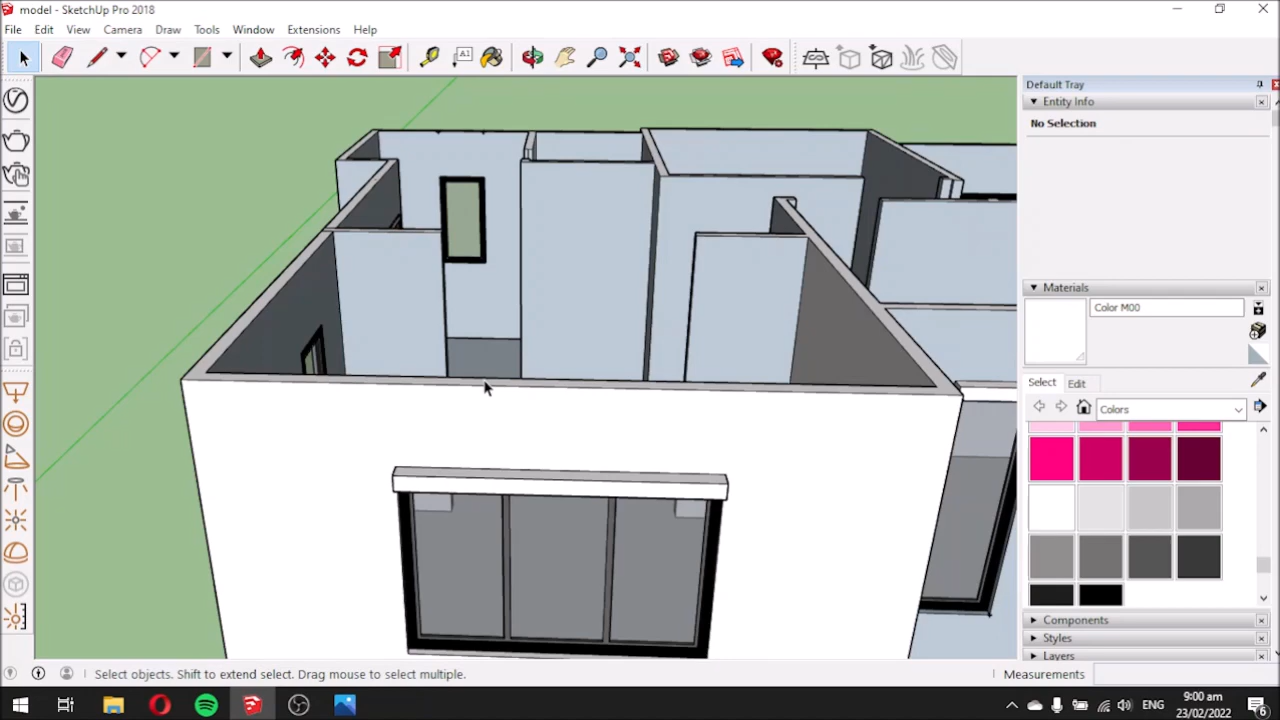 model - SketchUp Pro 2018
File Edit View Camera Draw Tools Window Extensions Help
A1
Default Tray
Entity Info
No Selection
Materials
Color M00
Select Edit
Colors
Components
Styles
Layers
Select objects. Shift to extend select. Drag mouse to select multiple.
Measurements
ENG
9:00 am
23/02/2022
6